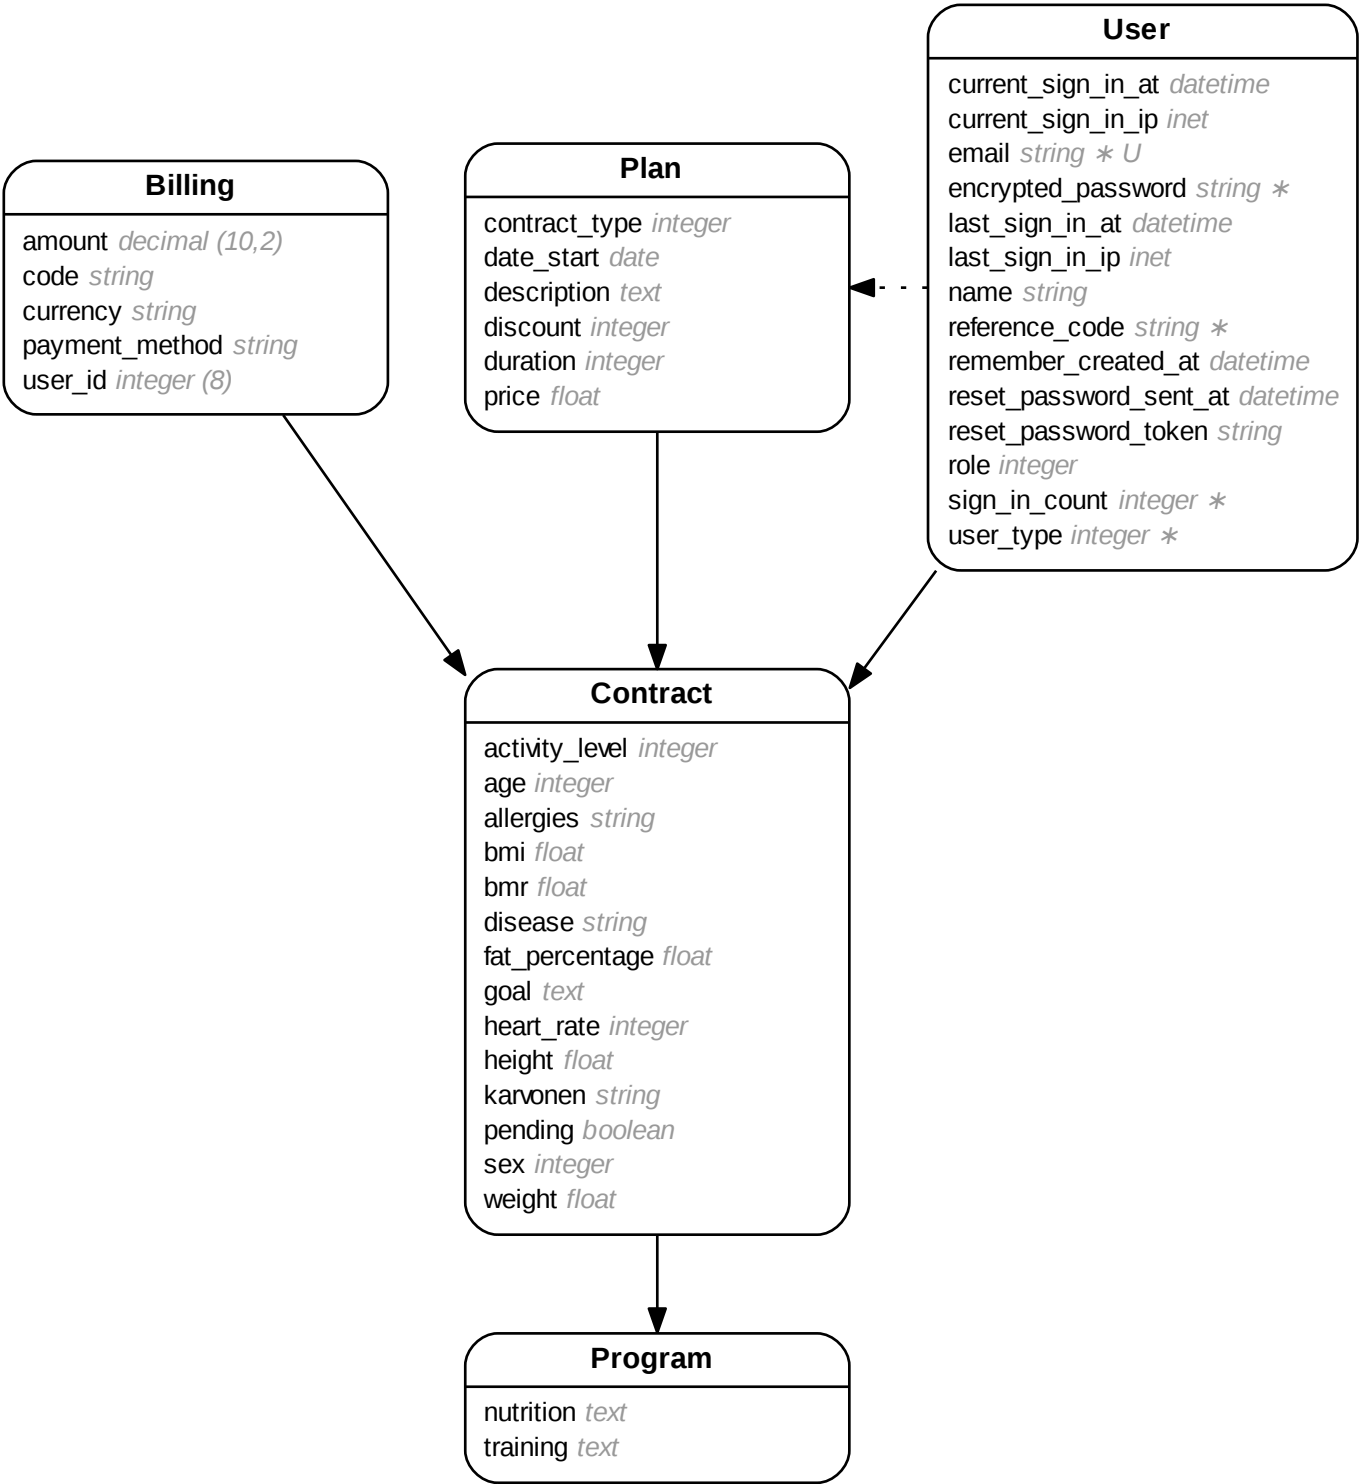 Billing
amount decimal (10,2)
code string
currency string
payment_method string
user_id integer (8)
Plan
contract_type integer
date_start date
description text
discount integer
duration integer
price float
User
current_sign_in_at datetime
current_sign_in_ip inet
email string ∗ U
encrypted_password string ∗
last_sign_in_at datetime
last_sign_in_ip inet
name string
reference_code string ∗
remember_created_at datetime
reset_password_sent_at datetime
reset_password_token string
role integer
sign_in_count integer ∗
user_type integer ∗
Contract
activity_level integer
age integer
allergies string
bmi float
bmr float
disease string
fat_percentage float
goal text
heart_rate integer
height float
karvonen string
pending boolean
sex integer
weight float
Program
nutrition text
training text